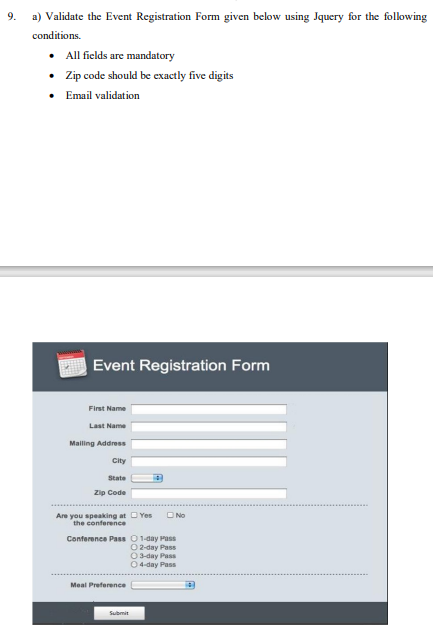 9. a) Validate the Event Registration Form given below using Jquery for the following
conditions.
• All fields are mandatory
• Zip code should be exactly five digits
• Email validation
Event Registration Form
First Name
Last Name
Mailing Address
City
State
Zip Code
Are you speaking at the conference
Yes No
Conference Pass
1-day Pass
2-day Pass
3-day Pass
4-day Pass
Meal Preference
Submit